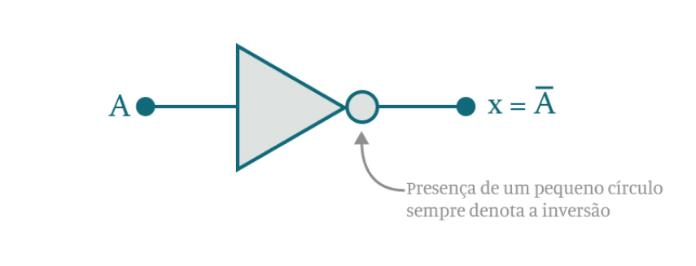 A
x = A̅
Presença de um pequeno círculo
sempre denota a inversão